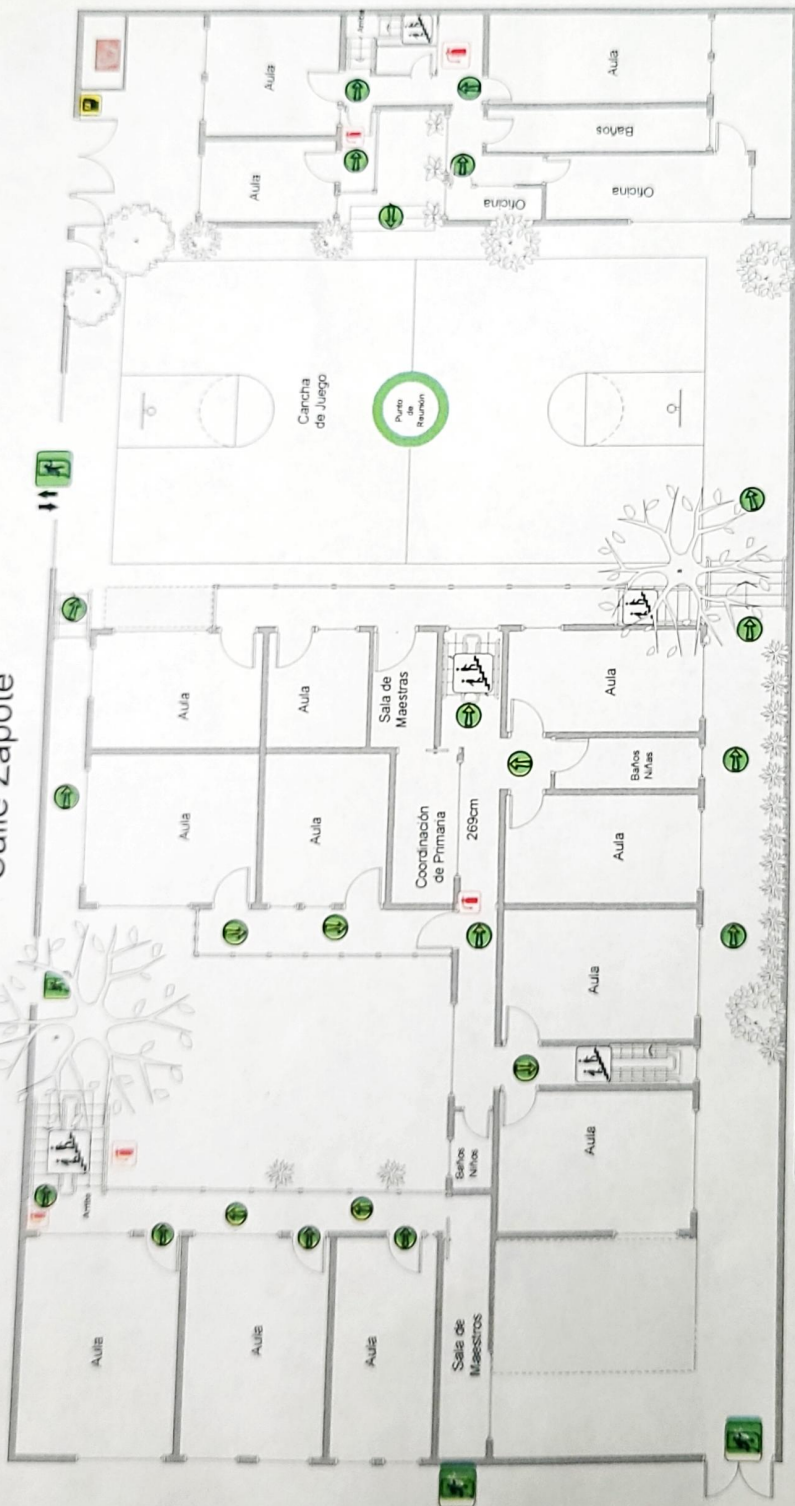 Calle Zapote
Aula
Aula
Arriba
Aula
Baños
Oficina
Oficina
Cancha
de Juego
Punto
de
Reunión
Aula
Aula
Sala de
Maestras
Aula
Aula
Aula
Coordinación
de Primaria
269cm
Baños
Niñas
Aula
Aula
Aula
Baños
Niños
Arriba
Aula
Aula
Aula
Sala de
Maestros